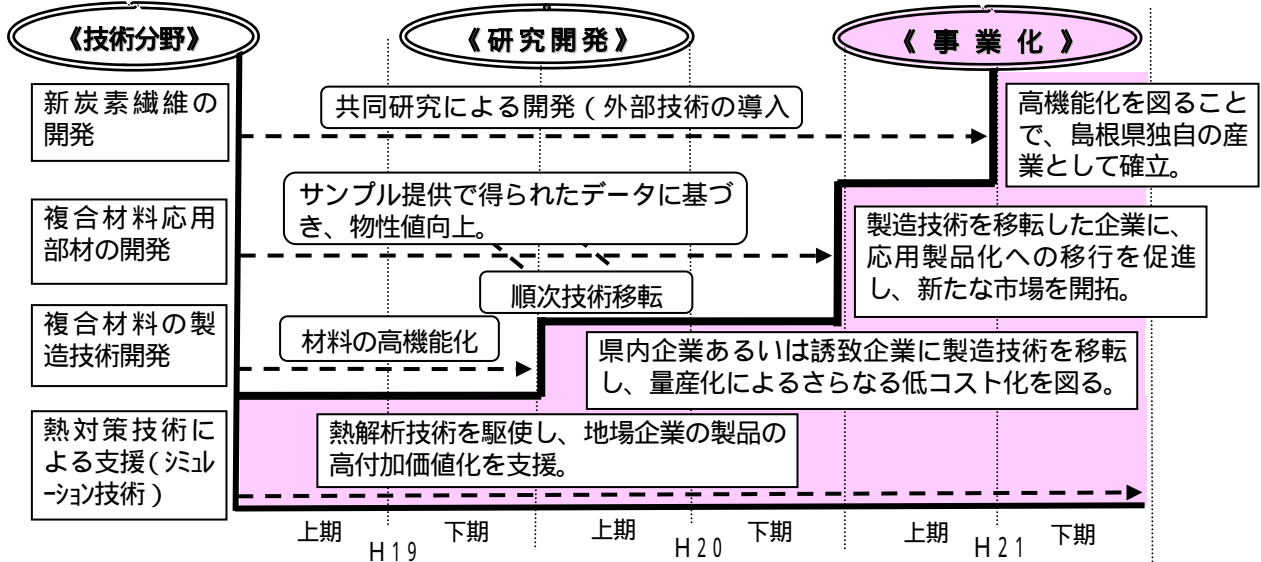 《技術分野》
《研究開発》
《事業化》
新炭素繊維の
開発
共同研究による開発(外部技術の導入
高機能化を図ること
で、島根県独自の産
業として確立。
複合材料応用
部材の開発
サンプル提供で得られたデータに基づ
き、物性値向上。
製造技術を移転した企業に、
応用製品化への移行を促進
し、新たな市場を開拓。
順次技術移転
複合材料の製
造技術開発
材料の高機能化
県内企業あるいは誘致企業に製造技術を移転
し、量産化によるさらなる低コスト化を図る。
熱対策技術に
よる支援(ｼﾐｭﾚ
ｰｼｮﾝ技術)
熱解析技術を駆使し、地場企業の製品の
高付加価値化を支援。
上期 下期 上期 下期 上期 下期
H19 H20 H21